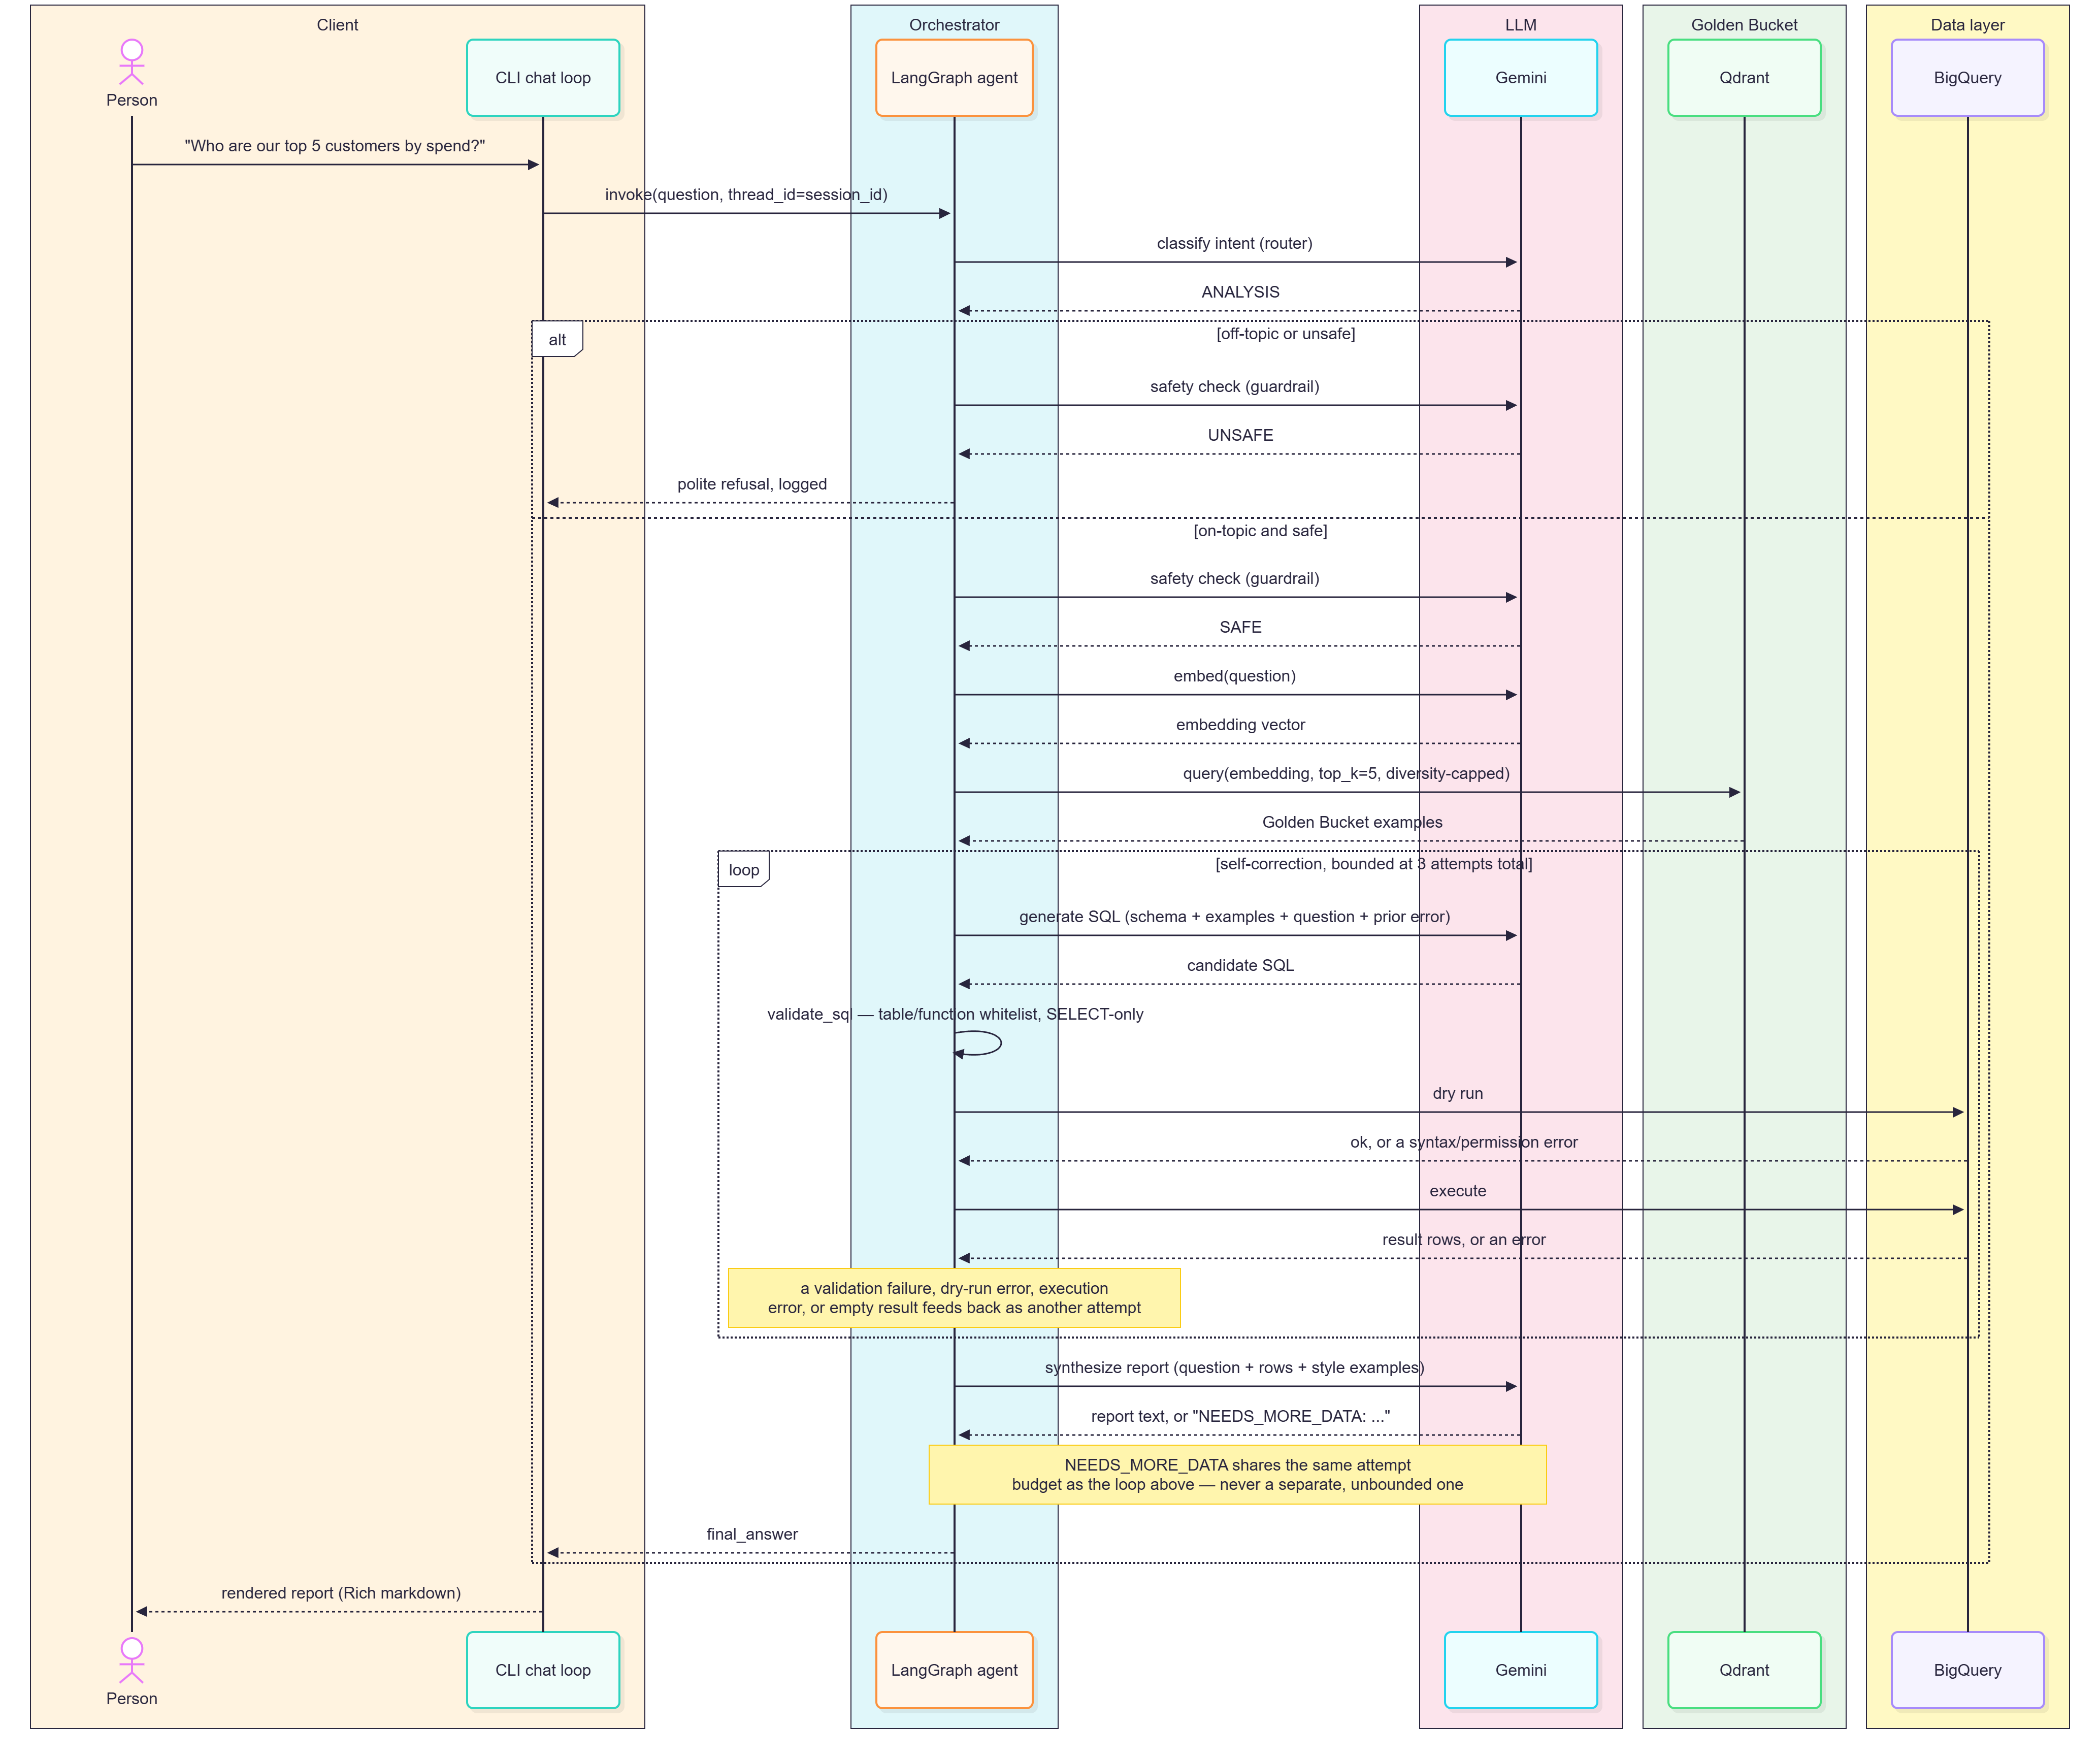 Client
Orchestrator
LLM
Golden Bucket
Data layer
Person
CLI chat loop
LangGraph agent
Gemini
Qdrant
BigQuery
"Who are our top 5 customers by spend?"
invoke(question, thread_id=session_id)
classify intent (router)
ANALYSIS
alt
[off-topic or unsafe]
safety check (guardrail)
UNSAFE
polite refusal, logged
[on-topic and safe]
safety check (guardrail)
SAFE
embed(question)
embedding vector
query(embedding, top_k=5, diversity-capped)
Golden Bucket examples
loop
[self-correction, bounded at 3 attempts total]
generate SQL (schema + examples + question + prior error)
candidate SQL
validate_sql — table/function whitelist, SELECT-only
dry run
ok, or a syntax/permission error
execute
result rows, or an error
a validation failure, dry-run error, execution
error, or empty result feeds back as another attempt
synthesize report (question + rows + style examples)
report text, or "NEEDS_MORE_DATA: ..."
NEEDS_MORE_DATA shares the same attempt
budget as the loop above — never a separate, unbounded one
final_answer
rendered report (Rich markdown)
Person
CLI chat loop
LangGraph agent
Gemini
Qdrant
BigQuery